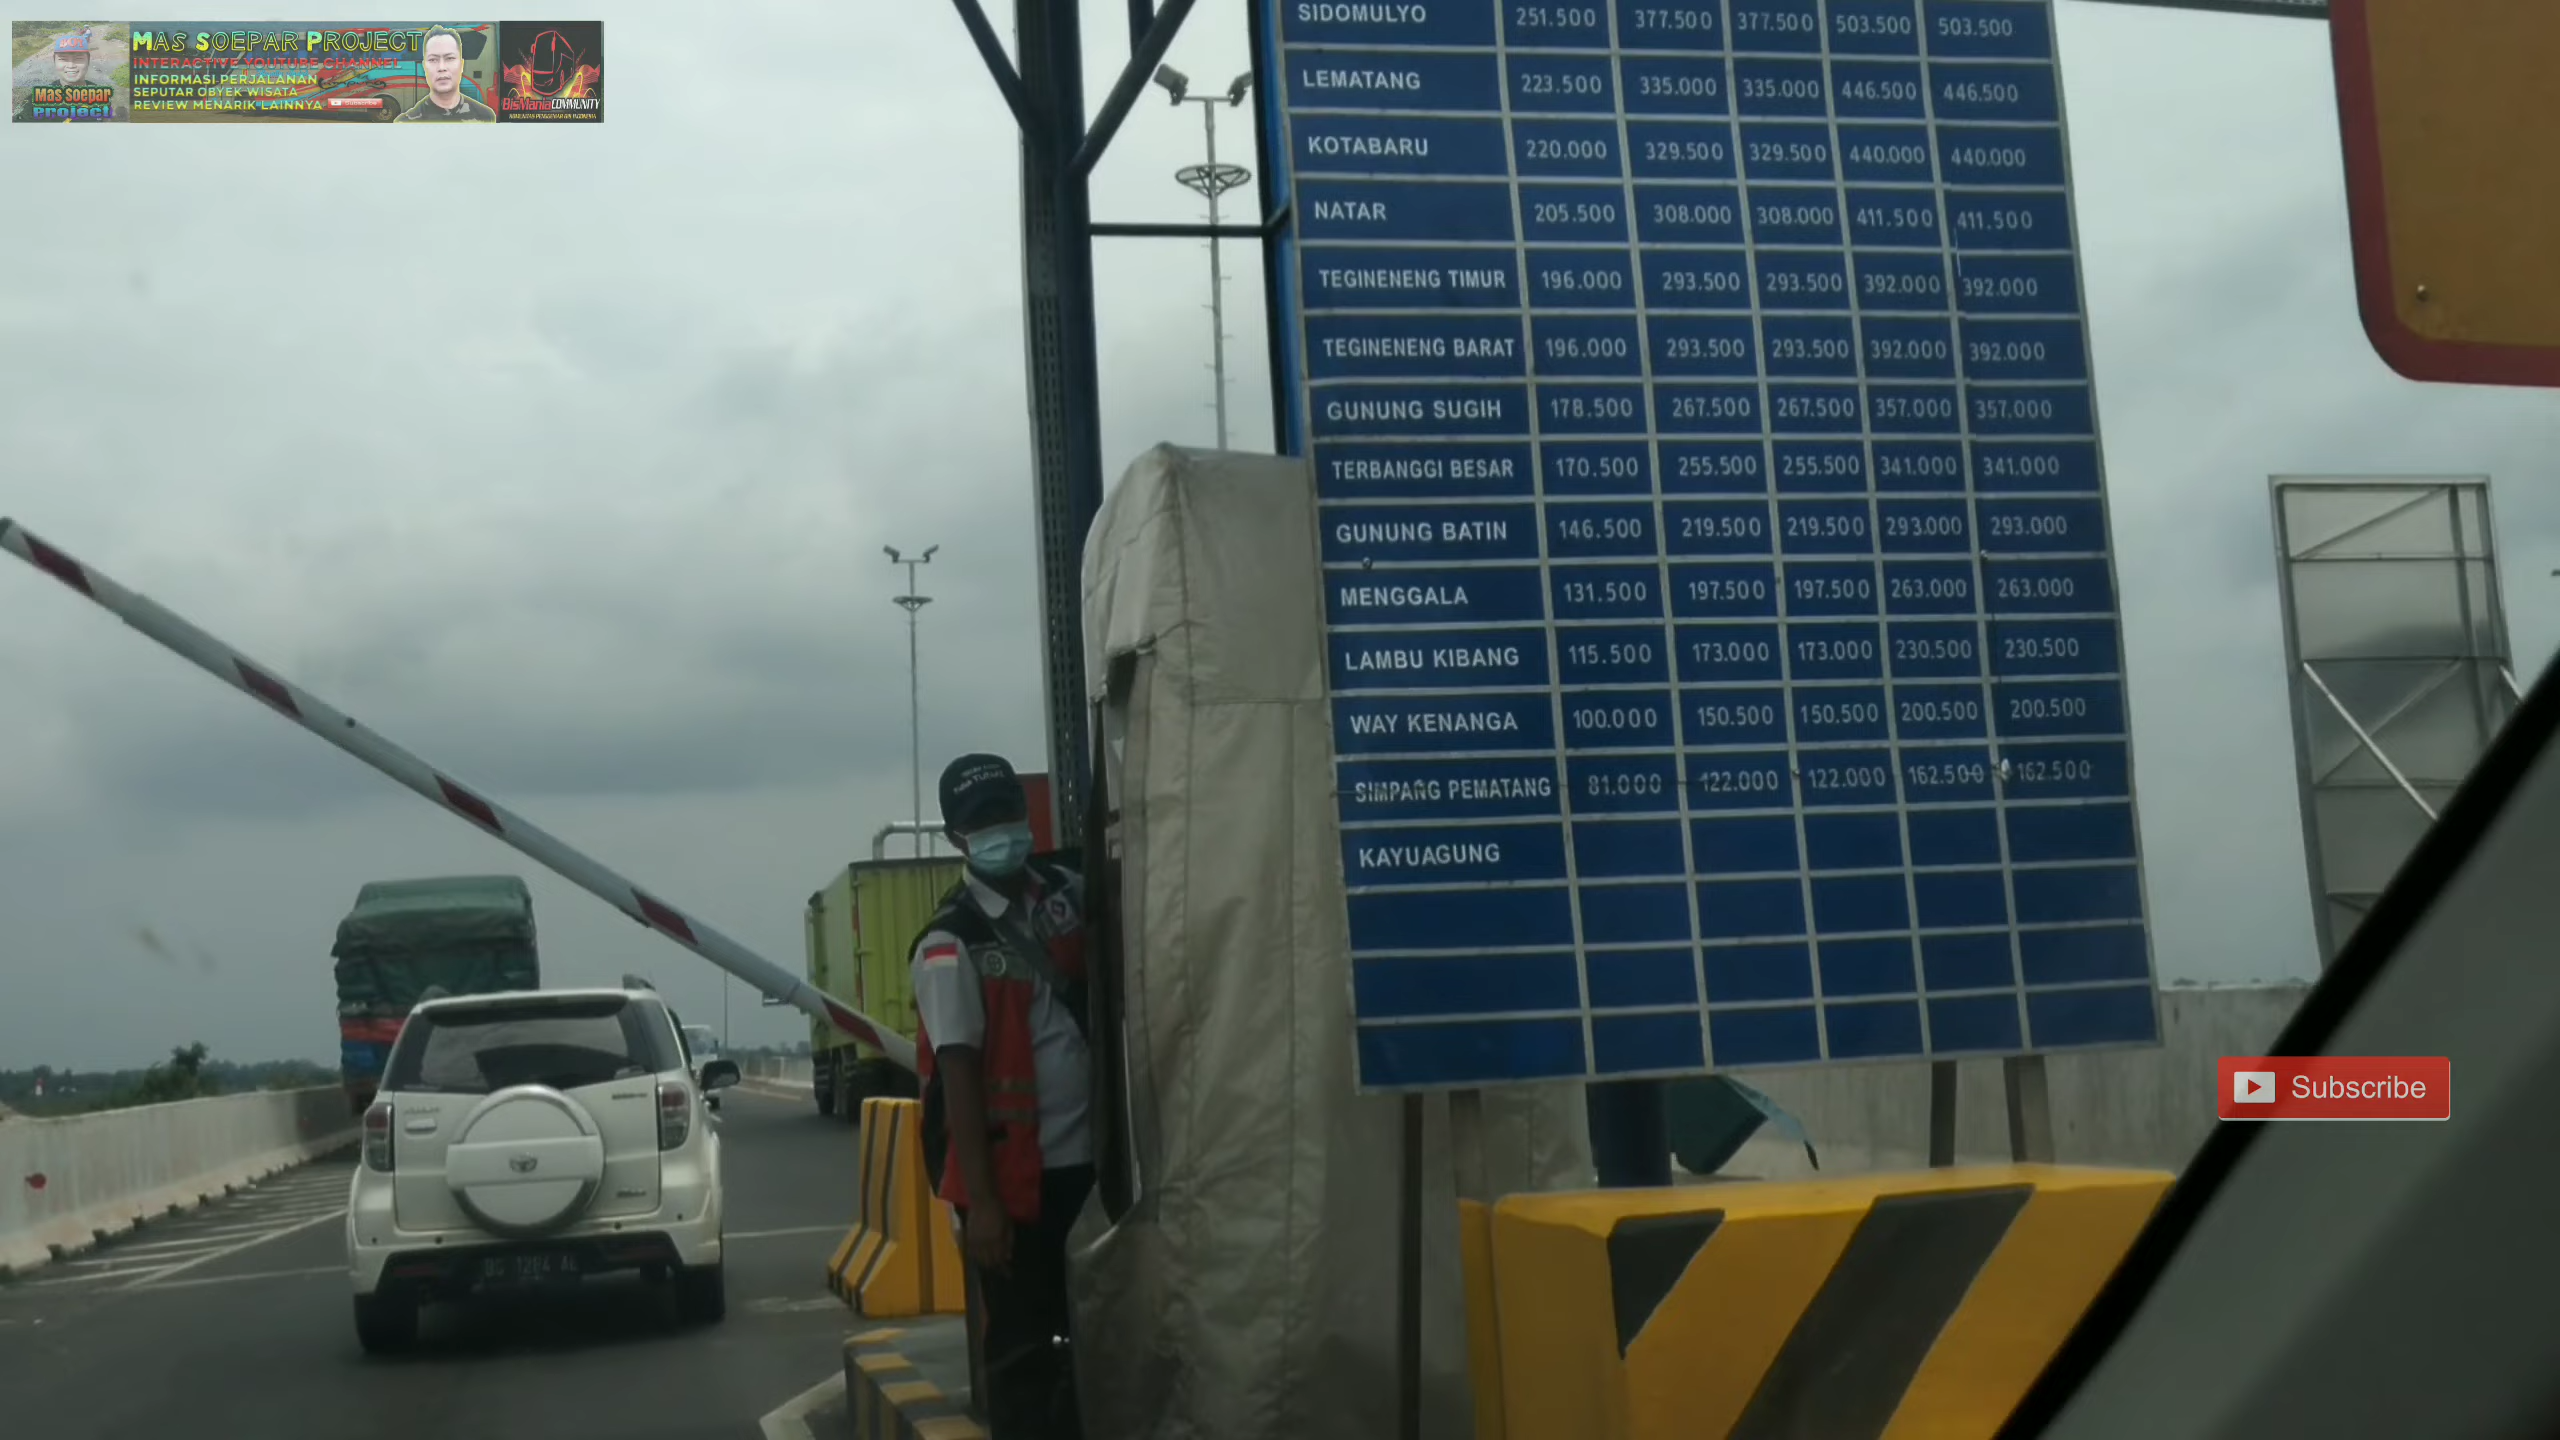 MAS SOEPAR PROJECT
INTERACTIVE YOUTUBE CHANNEL
INFORMASI PERJALANAN
SEPUTAR OBYEK WISATA
REVIEW MENARIK LAINNYA
Subscribe
Mas Soepar
Project
BisMania COMMUNITY
SIDOMULYO 251.500 377.500 377.500 503.500 503.500
LEMATANG 223.500 335.000 335.000 446.500 446.500
KOTABARU 220.000 329.500 329.500 440.000 440.000
NATAR 205.500 308.000 308.000 411.500 411.500
TEGINENENG TIMUR 196.000 293.500 293.500 392.000 392.000
TEGINENENG BARAT 196.000 293.500 293.500 392.000 392.000
GUNUNG SUGIH 178.500 267.500 267.500 357.000 357.000
TERBANGGI BESAR 170.500 255.500 255.500 341.000 341.000
GUNUNG BATIN 146.500 219.500 219.500 293.000 293.000
MENGGALA 131.500 197.500 197.500 263.000 263.000
LAMBU KIBANG 115.500 173.000 173.000 230.500 230.500
WAY KENANGA 100.000 150.500 150.500 200.500 200.500
SIMPANG PEMATANG 81.000 122.000 122.000 162.500 162.500
KAYUAGUNG
Subscribe